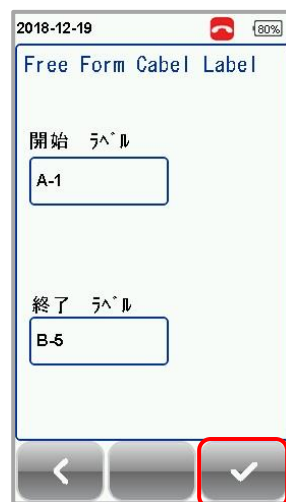 2018-12-19 80%
Free Form Cabel Label
開始 ﾗﾍﾞﾙ
A-1
終了 ﾗﾍﾞﾙ
B-5